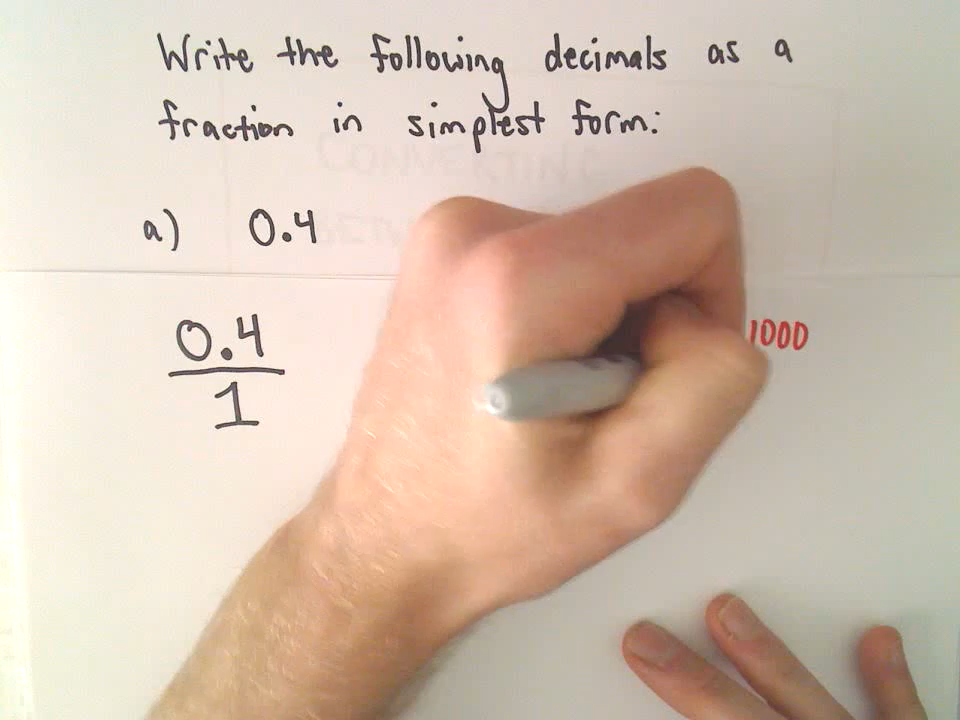 Write the following decimals as a
fraction in simplest form:
a) 0.4
0.4
1
1000